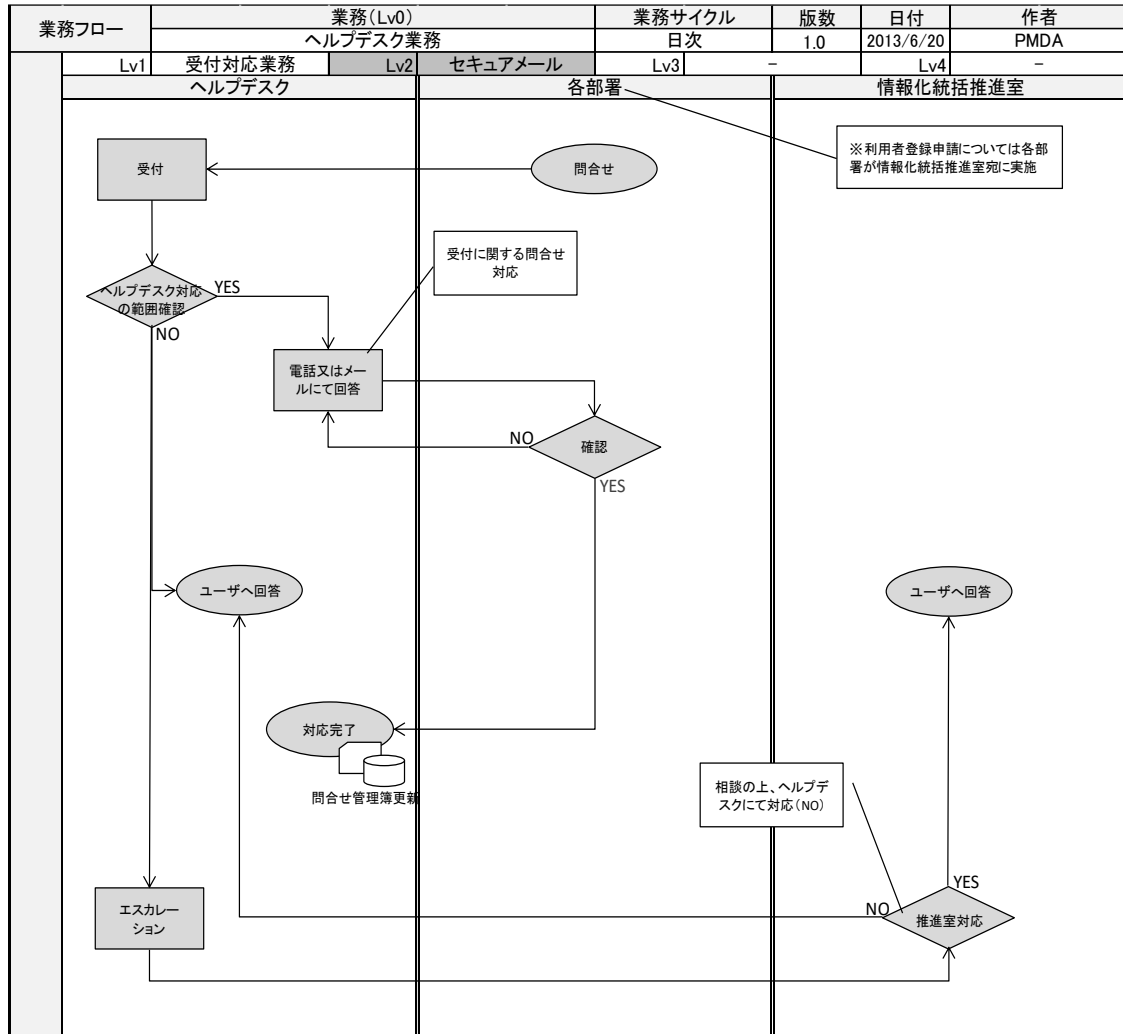 業務フロー
業務(Lv0)
業務サイクル
版数
日付
作者
ヘルプデスク業務
日次
1.0
2013/6/20
PMDA
Lv1
受付対応業務
Lv2
セキュアメール
Lv3
-
Lv4
-
ヘルプデスク
各部署
情報化統括推進室
※利用者登録申請については各部
署が情報化統括推進室宛に実施
受付
問合せ
受付に関する問合せ
対応
ヘルプデスク対応
の範囲確認
YES
NO
電話又はメー
ルにて回答
NO
確認
YES
ユーザへ回答
ユーザへ回答
対応完了
問合せ管理簿更新
相談の上、ヘルプデ
スクにて対応(NO)
エスカレー
ション
YES
NO
推進室対応